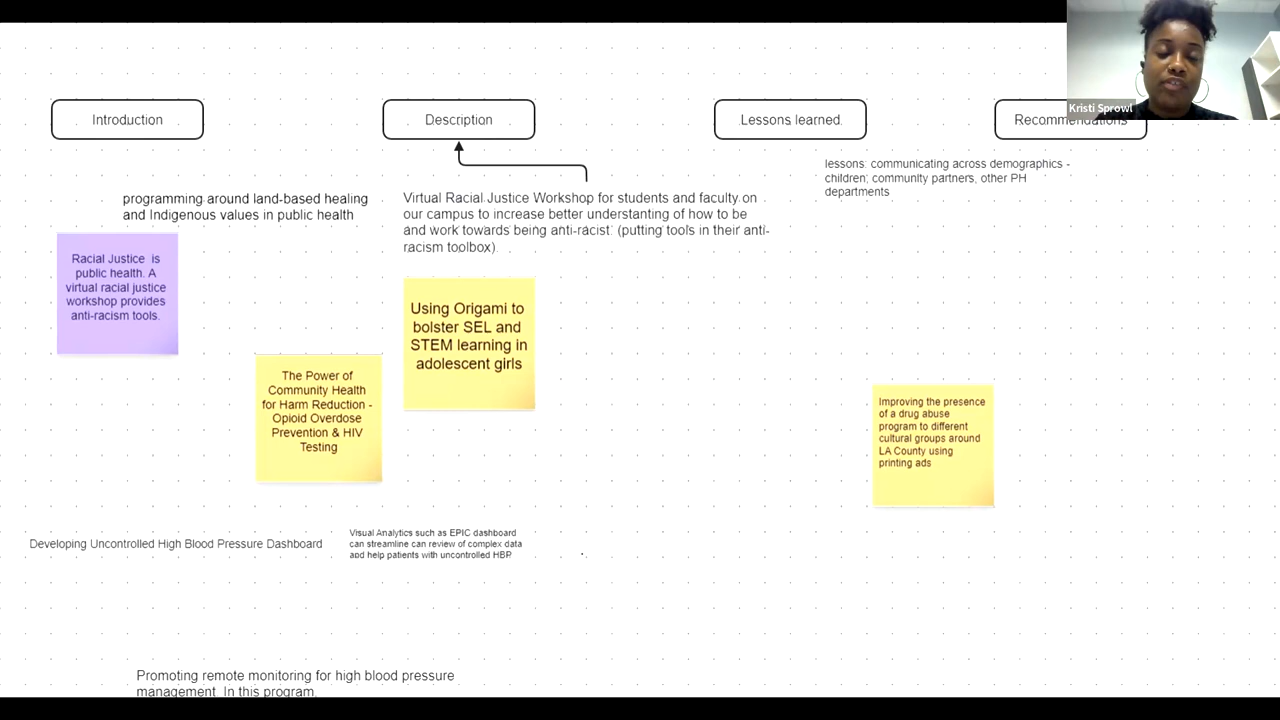 Kristi Sprowl
Introduction
Description
Lessons learned.
Recommendations
lessons: communicating across demographics -
children, community partners, other PH
departments
programming around land-based healing
and Indigenous values in public health
Virtual Racial Justice Workshop for students and faculty on
our campus to increase better understanding of how to be
and work towards being anti-racist. (putting tools in their anti-
racism toolbox).
Racial Justice is
public health. A
virtual racial justice
workshop provides
anti-racism tools.
Using Origami to
bolster SEL and
STEM learning in
adolescent girls
The Power of
Community Health
for Harm Reduction -
Opioid Overdose
Prevention & HIV
Testing
Improving the presence
of a drug abuse
program to different
cultural groups around
LA County using
printing ads
Developing Uncontrolled High Blood Pressure Dashboard
Visual Analytics such as EPIC dashboard
can streamline can review of complex data
and help patients with uncontrolled HBP.
Promoting remote monitoring for high blood pressure
management. In this program,